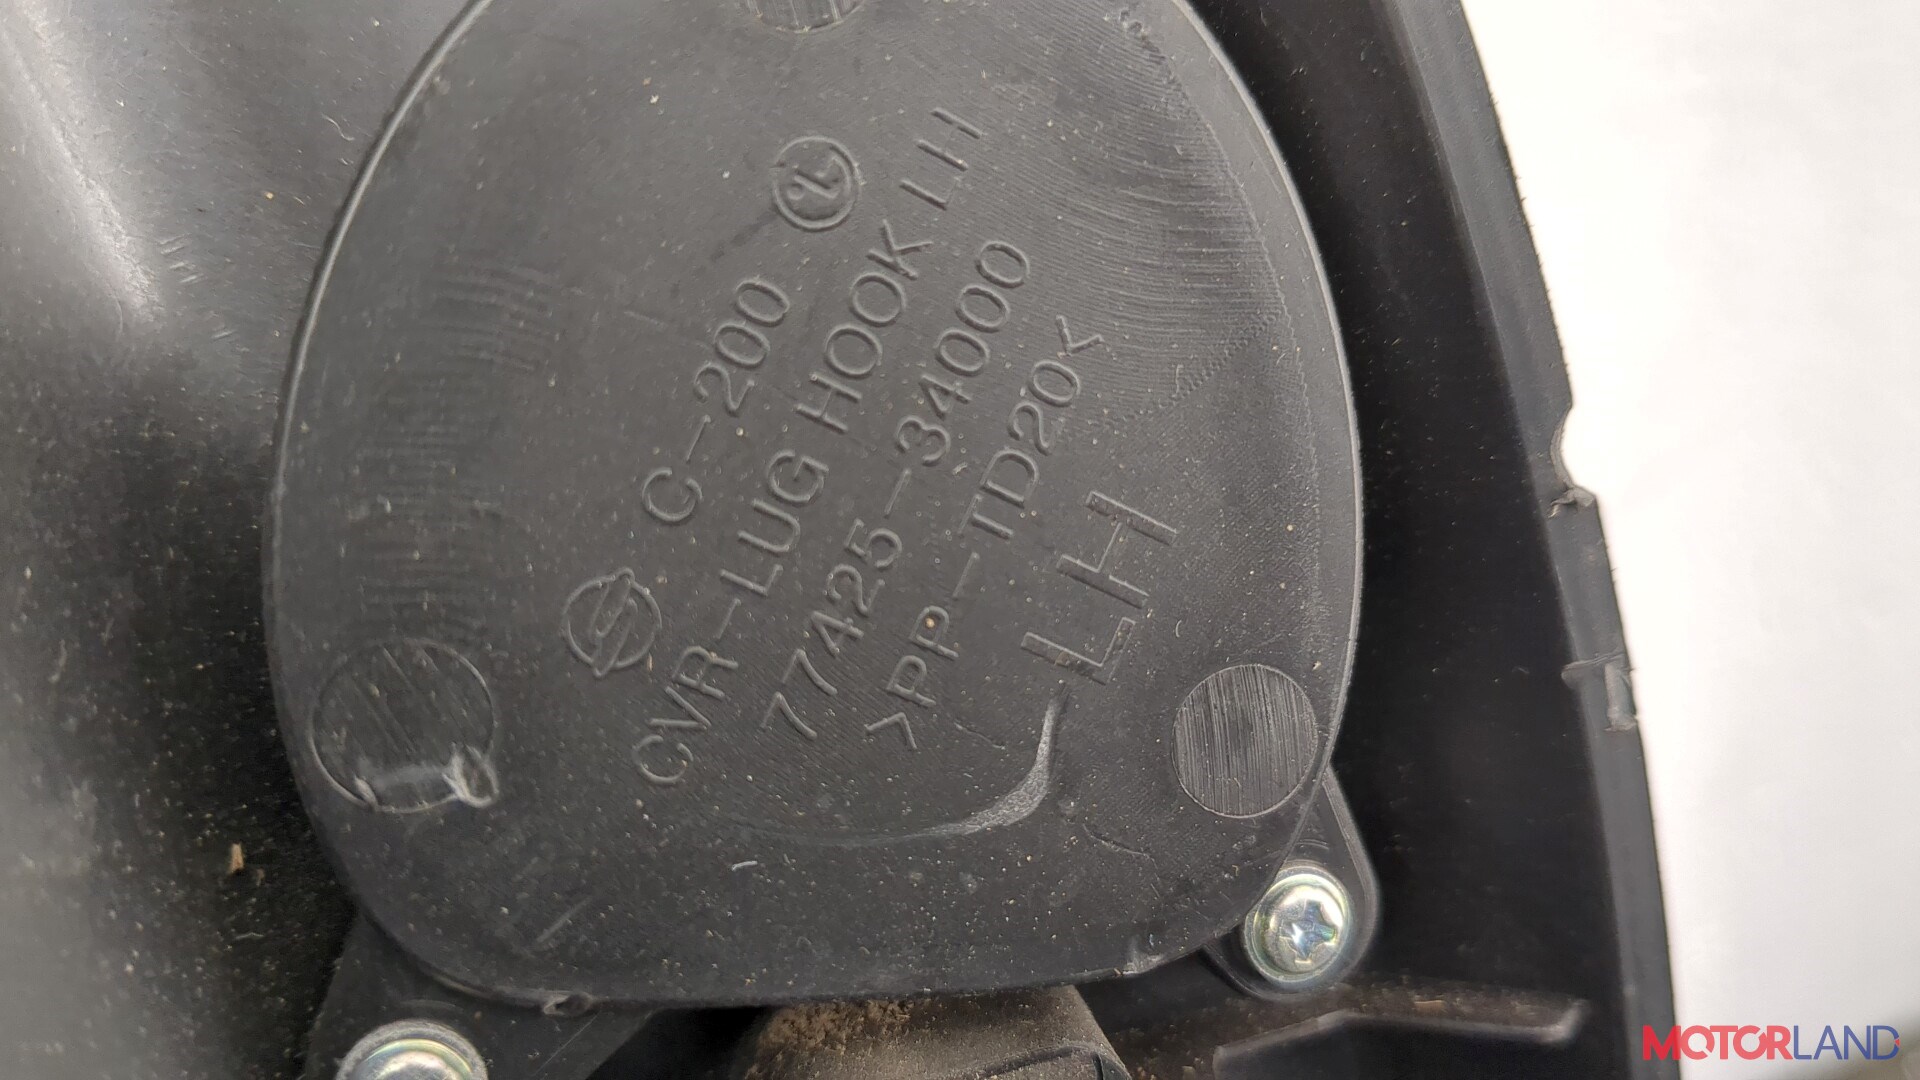 C-200
CVR-LUG HOOK LH
77425-34000
>PP-TD20<
LH
MOTORLAND